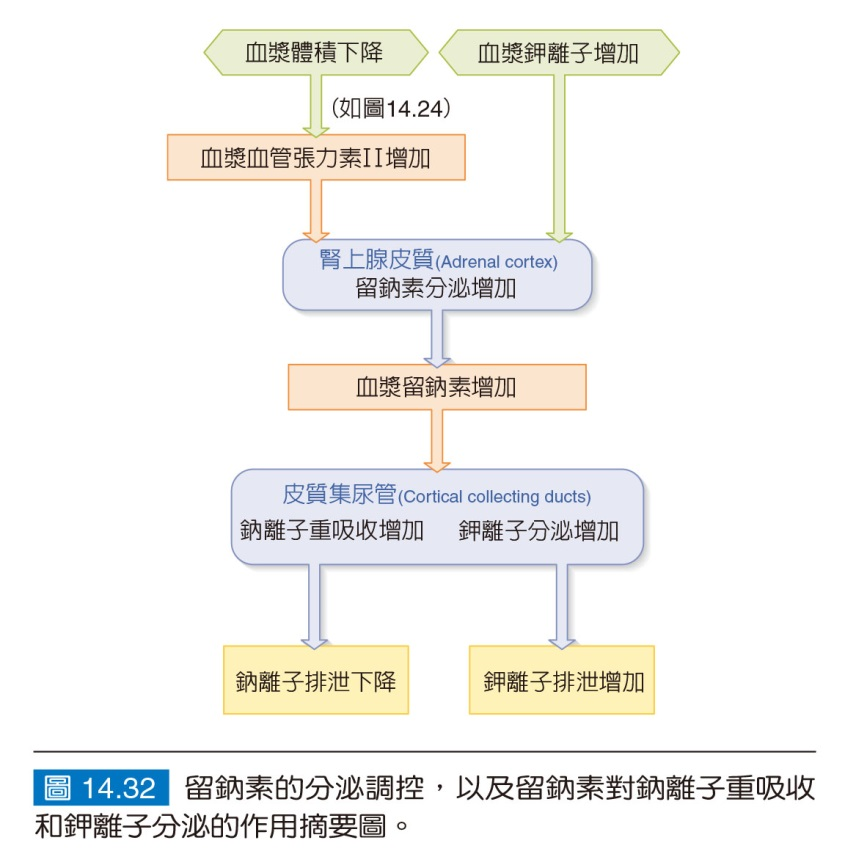 血漿體積下降
血漿鉀離子增加
(如圖14.24)
血漿血管張力素II增加
腎上腺皮質(Adrenal cortex)
留鈉素分泌增加
血漿留鈉素增加
皮質集尿管(Cortical collecting ducts)
鈉離子重吸收增加
鉀離子分泌增加
鈉離子排泄下降
鉀離子排泄增加
圖 14.32 留鈉素的分泌調控，以及留鈉素對鈉離子重吸收
和鉀離子分泌的作用摘要圖。